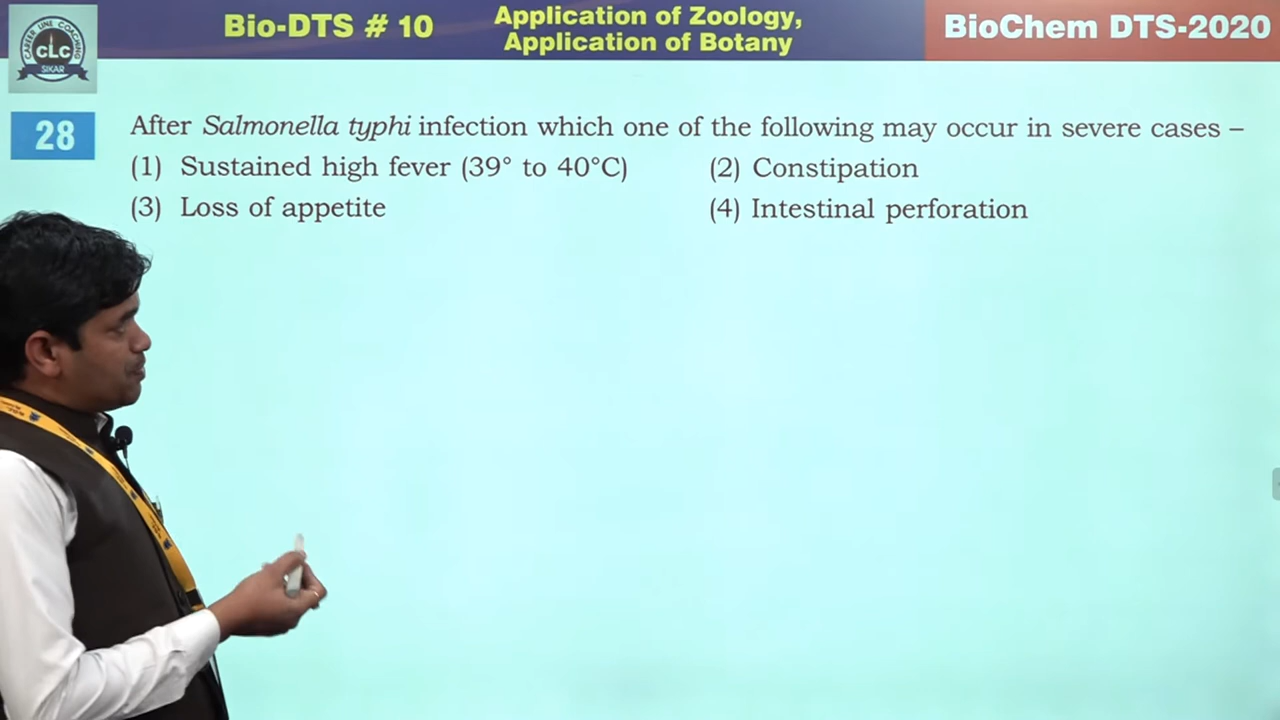 Bio-DTS # 10
Application of Zoology,
Application of Botany
BioChem DTS-2020
CAREER LINE COACHING
CLC
SIKAR
28
After Salmonella typhi infection which one of the following may occur in severe cases –
(1) Sustained high fever (39° to 40°C)
(2) Constipation
(3) Loss of appetite
(4) Intestinal perforation